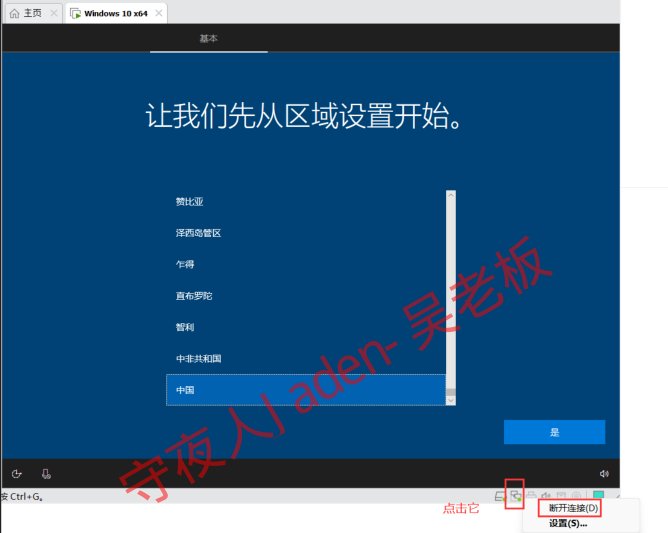 主页
Windows 10 x64
基本
让我们先从区域设置开始。
赞比亚
泽西岛管区
乍得
直布罗陀
智利
中非共和国
中国
是
守夜人J aden- 吴老板
按 Ctrl+G。
点击它
断开连接(D)
设置(S)...